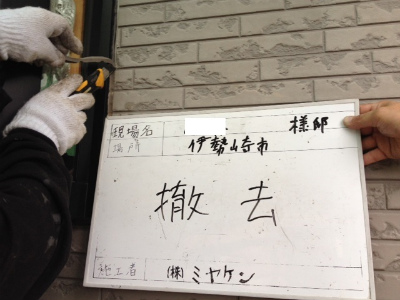 現場名 様邸
場所 伊勢崎市
撤去
施工者 (株)ミヤケン